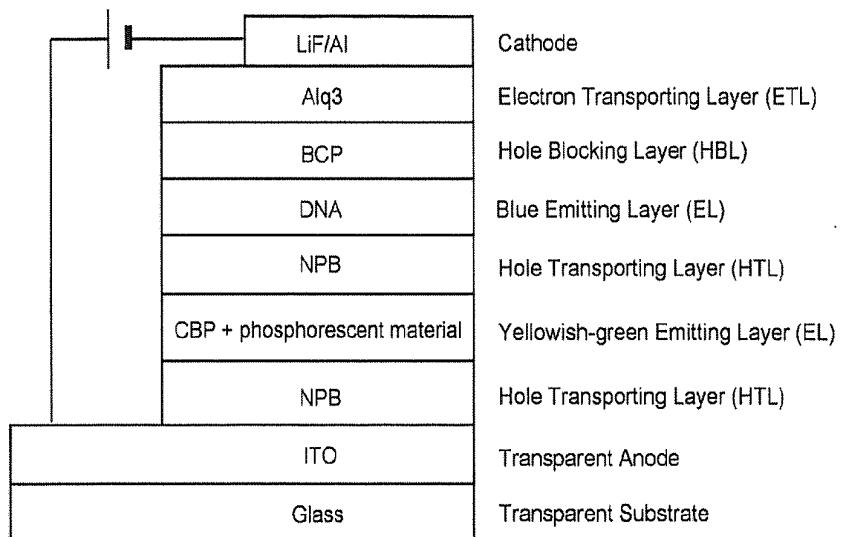 LiF/Al Cathode
Alq3 Electron Transporting Layer (ETL)
BCP Hole Blocking Layer (HBL)
DNA Blue Emitting Layer (EL)
NPB Hole Transporting Layer (HTL)
CBP + phosphorescent material Yellowish-green Emitting Layer (EL)
NPB Hole Transporting Layer (HTL)
ITO Transparent Anode
Glass Transparent Substrate